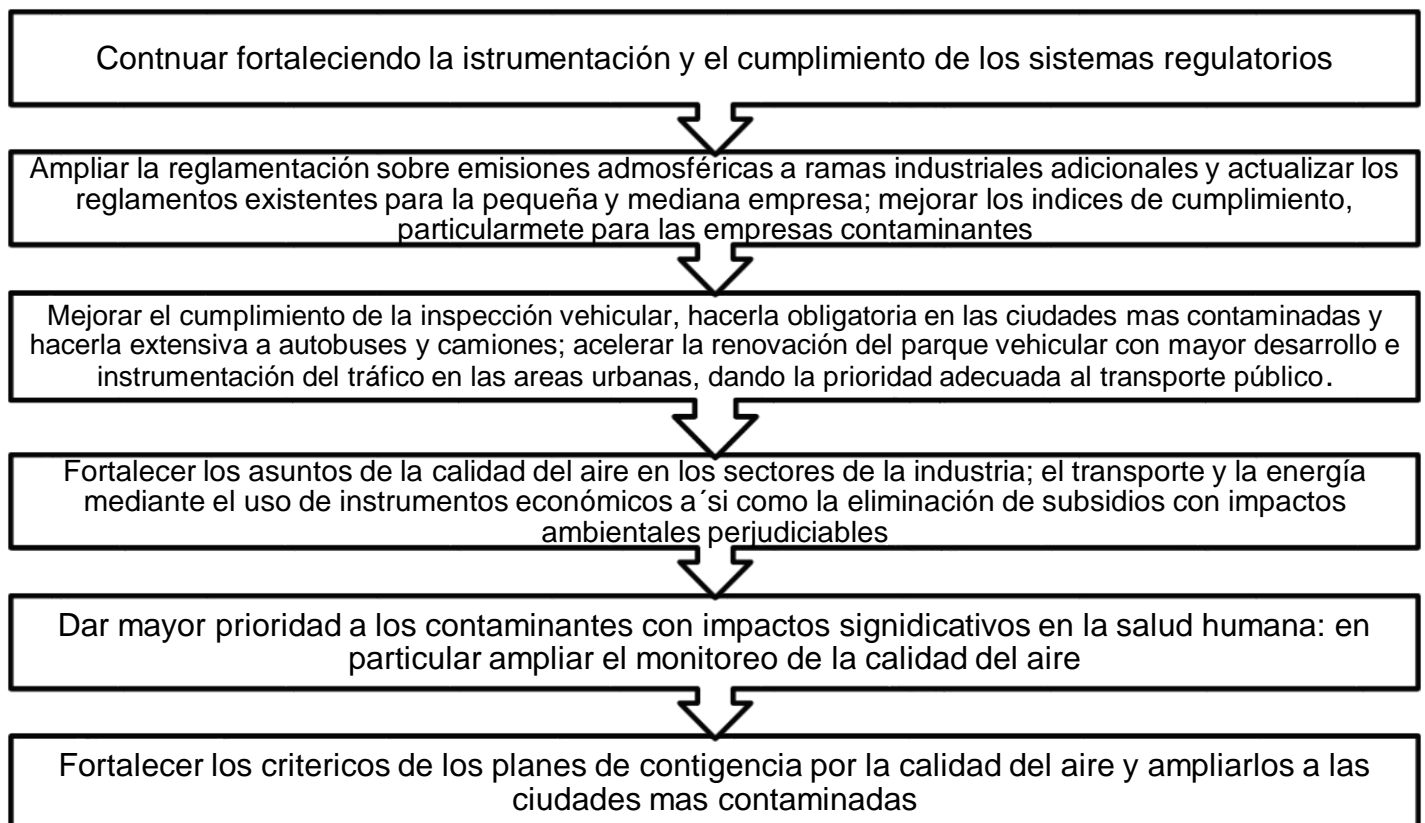 Contnuar fortaleciendo la istrumentación y el cumplimiento de los sistemas regulatorios
Ampliar la reglamentación sobre emisiones admosféricas a ramas industriales adicionales y actualizar los
reglamentos existentes para la pequeña y mediana empresa; mejorar los indices de cumplimiento,
particularmete para las empresas contaminantes
Mejorar el cumplimiento de la inspección vehicular, hacerla obligatoria en las ciudades mas contaminadas y
hacerla extensiva a autobuses y camiones; acelerar la renovación del parque vehicular con mayor desarrollo e
instrumentación del tráfico en las areas urbanas, dando la prioridad adecuada al transporte público.
Fortalecer los asuntos de la calidad del aire en los sectores de la industria; el transporte y la energía
mediante el uso de instrumentos económicos a´si como la eliminación de subsidios con impactos
ambientales perjudiciables
Dar mayor prioridad a los contaminantes con impactos signidicativos en la salud humana: en
particular ampliar el monitoreo de la calidad del aire
Fortalecer los critericos de los planes de contigencia por la calidad del aire y ampliarlos a las
ciudades mas contaminadas